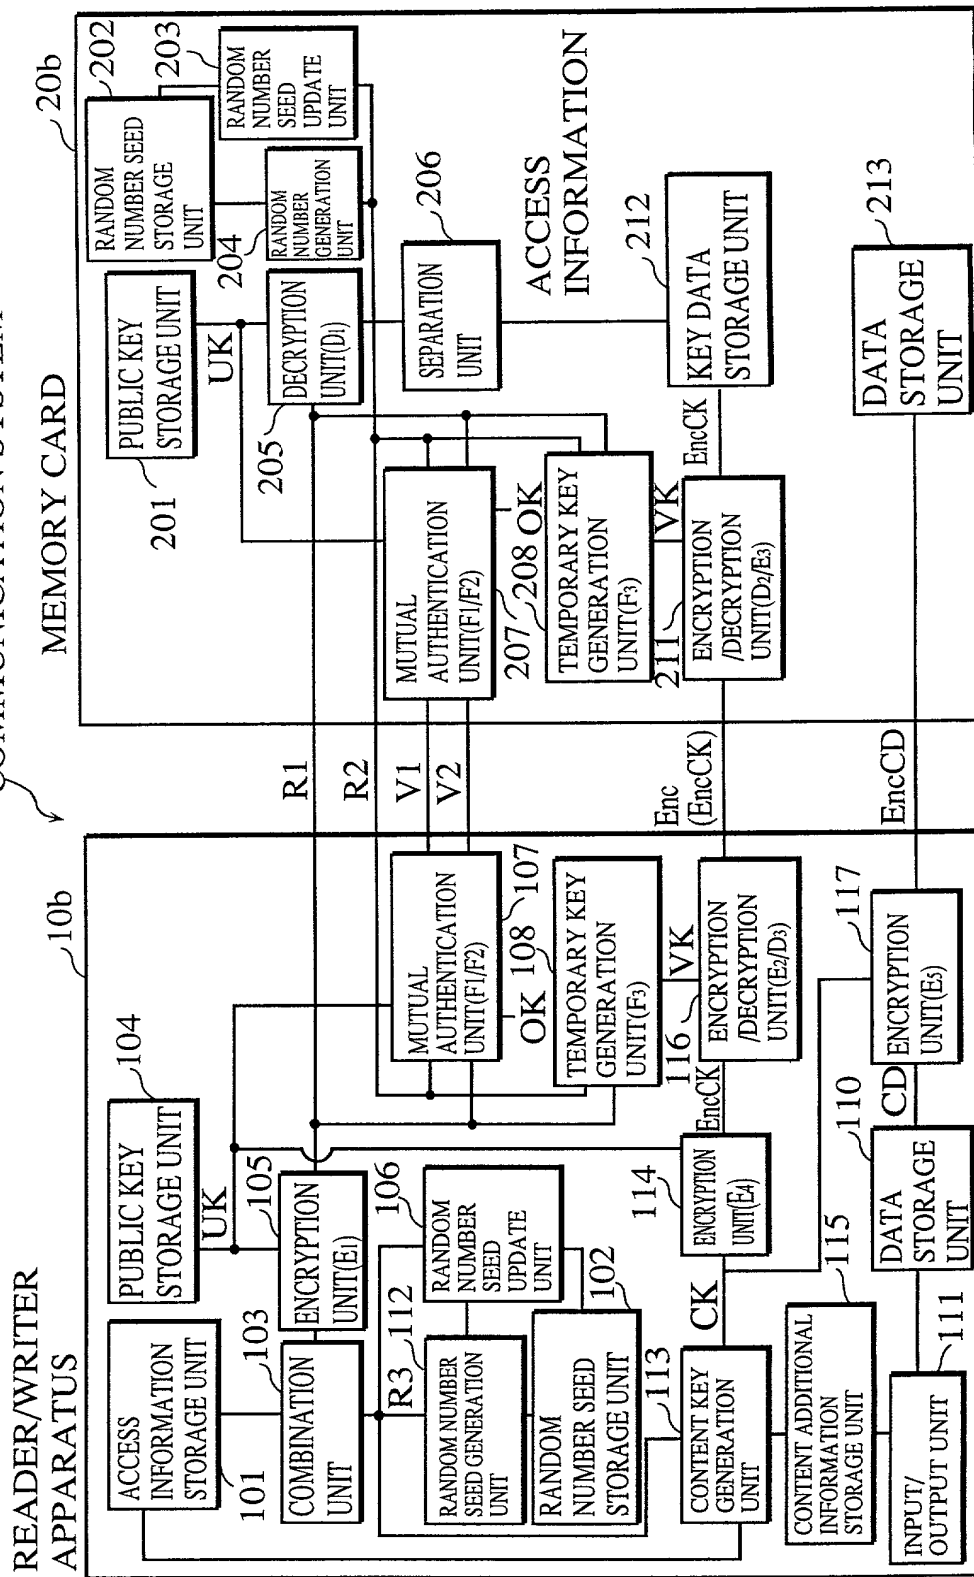 COMMUNICATION SYSTEM
READER/WRITER
APPARATUS
10b
ACCESS
INFORMATION
STORAGE UNIT
101
PUBLIC KEY
STORAGE UNIT
104
UK
COMBINATION
UNIT
103
ENCRYPTION
UNIT(E1)
105
R3
RANDOM NUMBER
SEED GENERATION
UNIT
112
RANDOM
NUMBER
SEED
UPDATE
UNIT
106
RANDOM
NUMBER SEED
STORAGE UNIT
102
MUTUAL
AUTHENTICATION
UNIT(F1/F2)
107
OK
108
TEMPORARY KEY
GENERATION
UNIT(F3)
VK
CONTENT KEY
GENERATION
UNIT
113
CK
ENCRYPTION
UNIT(E4)
114
EncCK
116
ENCRYPTION
/DECRYPTION
UNIT(E2/D3)
CONTENT ADDITIONAL
INFORMATION
STORAGE UNIT
115
INPUT/
OUTPUT UNIT
111
DATA
STORAGE
UNIT
110
CD
ENCRYPTION
UNIT(E5)
117
R1
R2
V1
V2
Enc
(EncCK)
EncCD
MEMORY CARD
20b
PUBLIC KEY
STORAGE UNIT
201
UK
RANDOM
NUMBER SEED
STORAGE
UNIT
202
RANDOM
NUMBER
SEED
UPDATE
UNIT
203
204
RANDOM
NUMBER
GENERATION
UNIT
205
DECRYPTION
UNIT(D1)
SEPARATION
UNIT
206
ACCESS
INFORMATION
MUTUAL
AUTHENTICATION
UNIT(F1/F2)
207
OK
208
TEMPORARY KEY
GENERATION
UNIT(F3)
VK
211
ENCRYPTION
/DECRYPTION
UNIT(D2/E3)
EncCK
KEY DATA
STORAGE UNIT
212
DATA
STORAGE
UNIT
213